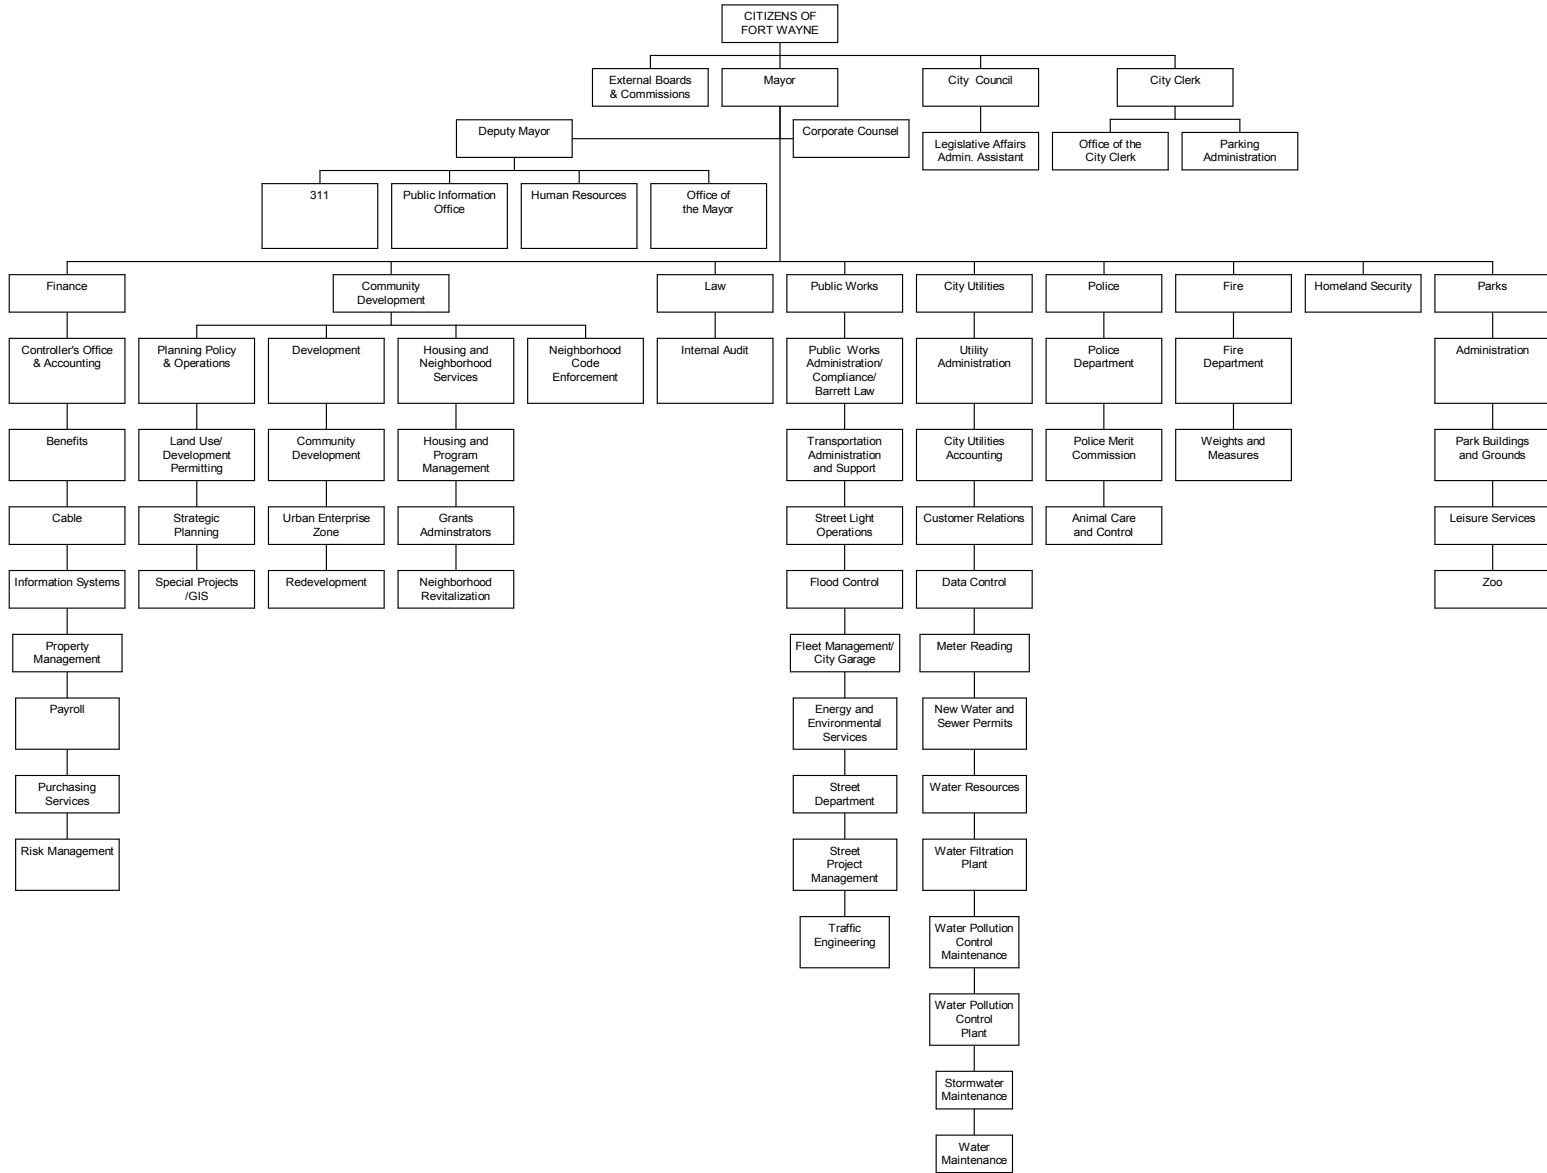 CITIZENS OF
FORT WAYNE
External Boards
& Commissions
Mayor
City Council
City Clerk
Deputy Mayor
Corporate Counsel
Legislative Affairs
Admin. Assistant
Office of the
City Clerk
Parking
Administration
311
Public Information
Office
Human Resources
Office of
the Mayor
Finance
Community
Development
Law
Public Works
City Utilities
Police
Fire
Homeland Security
Parks
Controller's Office
& Accounting
Planning Policy
& Operations
Development
Housing and
Neighborhood
Services
Neighborhood
Code
Enforcement
Internal Audit
Public Works
Administration/
Compliance/
Barrett Law
Utility
Administration
Police
Department
Fire
Department
Administration
Benefits
Land Use/
Development
Permitting
Community
Development
Housing and
Program
Management
Transportation
Administration
and Support
City Utilities
Accounting
Police Merit
Commission
Weights and
Measures
Park Buildings
and Grounds
Cable
Strategic
Planning
Urban Enterprise
Zone
Grants
Adminstrators
Street Light
Operations
Customer Relations
Animal Care
and Control
Leisure Services
Information Systems
Special Projects
/GIS
Redevelopment
Neighborhood
Revitalization
Flood Control
Data Control
Zoo
Property
Management
Fleet Management/
City Garage
Meter Reading
Payroll
Energy and
Environmental
Services
New Water and
Sewer Permits
Purchasing
Services
Street
Department
Water Resources
Risk Management
Street
Project
Management
Water Filtration
Plant
Traffic
Engineering
Water Pollution
Control
Maintenance
Water Pollution
Control
Plant
Stormwater
Maintenance
Water
Maintenance